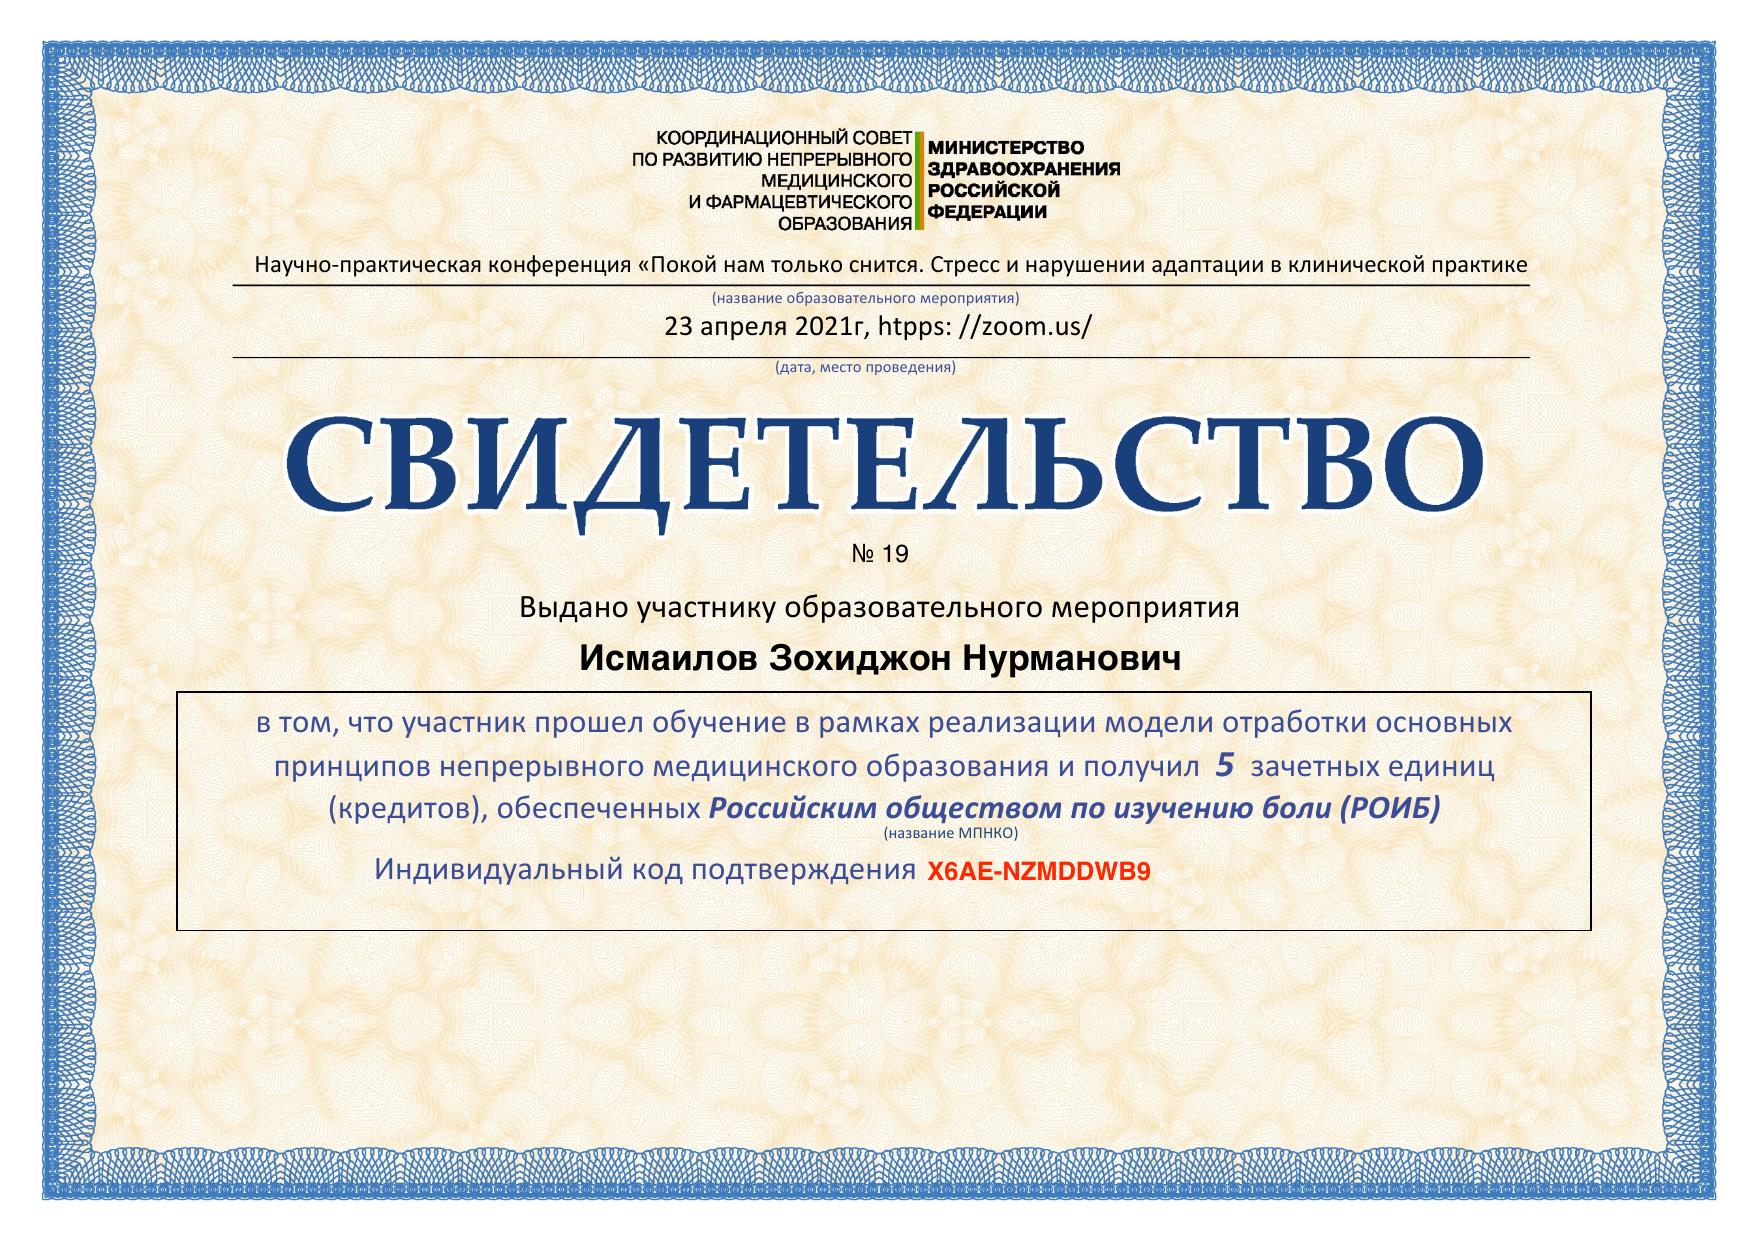 КООРДИНАЦИОННЫЙ СОВЕТ
ПО РАЗВИТИЮ НЕПРЕРЫВНОГО
МЕДИЦИНСКОГО
И ФАРМАЦЕВТИЧЕСКОГО
ОБРАЗОВАНИЯ
МИНИСТЕРСТВО
ЗДРАВООХРАНЕНИЯ
РОССИЙСКОЙ
ФЕДЕРАЦИИ
Научно-практическая конференция «Покой нам только снится. Стресс и нарушении адаптации в клинической практике
(название образовательного мероприятия)
23 апреля 2021г, htpps: //zoom.us/
(дата, место проведения)
СВИДЕТЕЛЬСТВО
№ 19
Выдано участнику образовательного мероприятия
Исмаилов Зохиджон Нурманович
в том, что участник прошел обучение в рамках реализации модели отработки основных
принципов непрерывного медицинского образования и получил 5 зачетных единиц
(кредитов), обеспеченных Российским обществом по изучению боли (РОИБ)
(название МПНКО)
Индивидуальный код подтверждения X6AE-NZMDDWB9